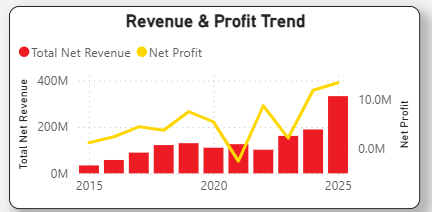 Revenue & Profit Trend
Total Net Revenue Net Profit
400M
200M
0M
Total Net Revenue
10.0M
0.0M
Net Profit
2015 2020 2025